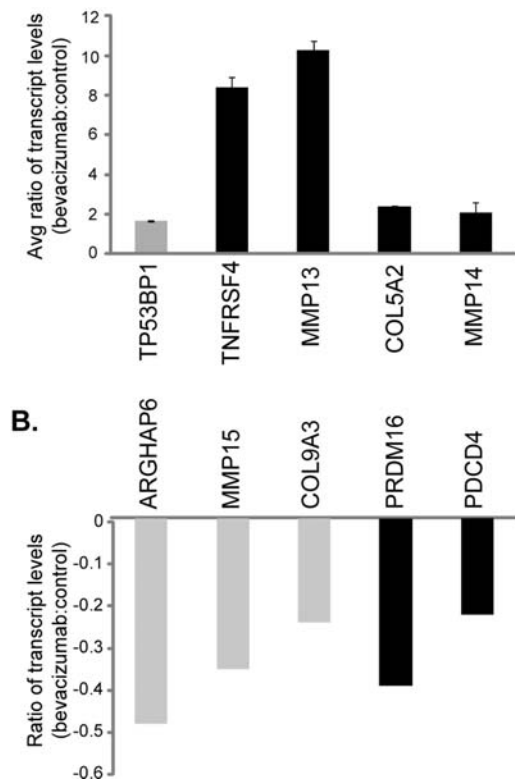 Avg ratio of transcript levels
(bevacizumab:control)
12
10
8
6
4
2
0
TP53BP1
TNFRSF4
MMP13
COL5A2
MMP14
B.
ARGHAP6
MMP15
COL9A3
PRDM16
PDCD4
Ratio of transcript levels
(bevacizumab:control)
0
-0.1
-0.2
-0.3
-0.4
-0.5
-0.6